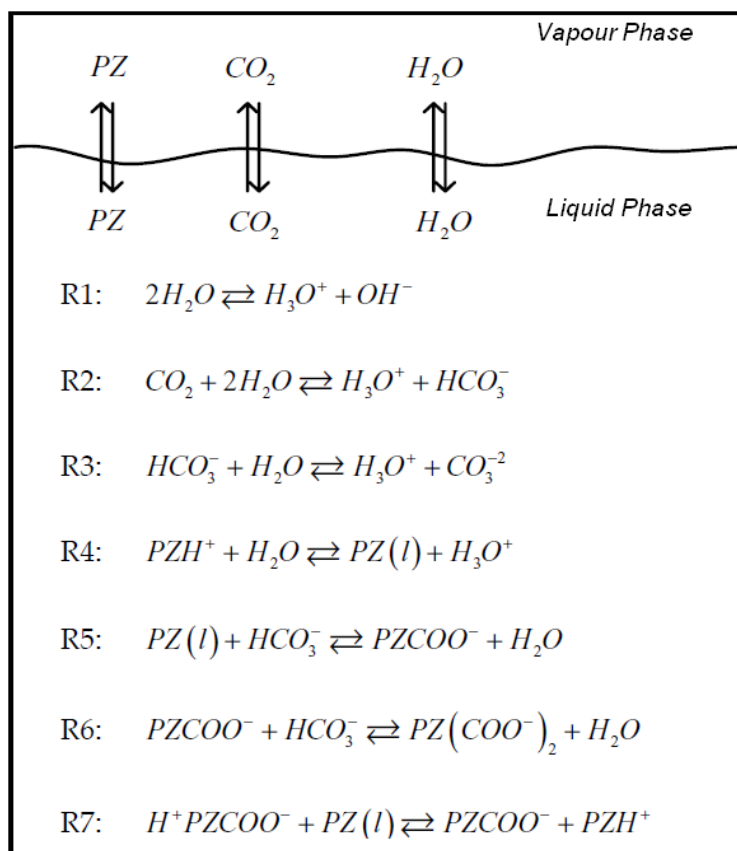 Vapour Phase
PZ CO₂ H₂O
PZ CO₂ H₂O
Liquid Phase
R1: 2H₂O ⇄ H₃O⁺ + OH⁻
R2: CO₂ + 2H₂O ⇄ H₃O⁺ + HCO₃⁻
R3: HCO₃⁻ + H₂O ⇄ H₃O⁺ + CO₃⁻²
R4: PZH⁺ + H₂O ⇄ PZ(l) + H₃O⁺
R5: PZ(l) + HCO₃⁻ ⇄ PZCOO⁻ + H₂O
R6: PZCOO⁻ + HCO₃⁻ ⇄ PZ(COO⁻)₂ + H₂O
R7: H⁺PZCOO⁻ + PZ(l) ⇄ PZCOO⁻ + PZH⁺